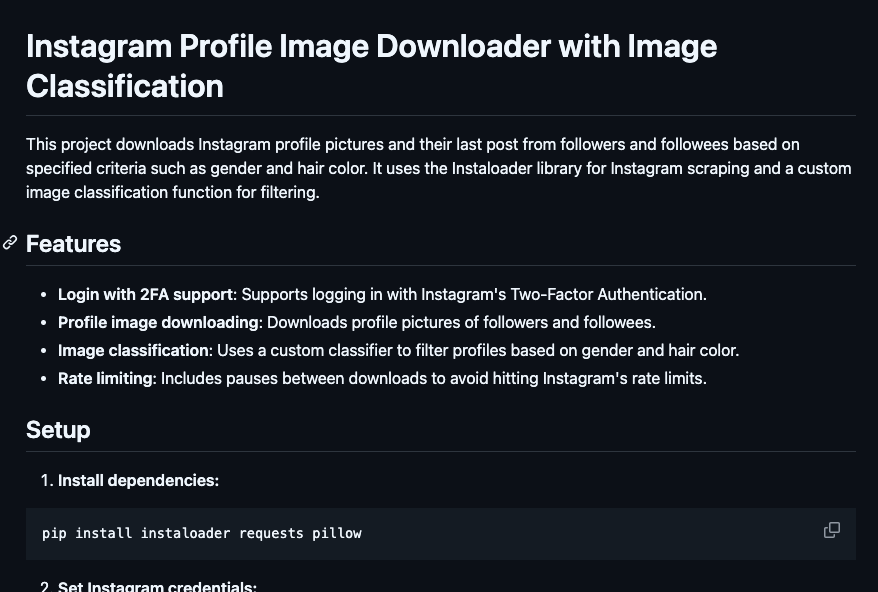 Instagram Profile Image Downloader with Image
Classification
This project downloads Instagram profile pictures and their last post from followers and followees based on
specified criteria such as gender and hair color. It uses the Instaloader library for Instagram scraping and a custom
image classification function for filtering.
Features
• Login with 2FA support: Supports logging in with Instagram's Two-Factor Authentication.
• Profile image downloading: Downloads profile pictures of followers and followees.
• Image classification: Uses a custom classifier to filter profiles based on gender and hair color.
• Rate limiting: Includes pauses between downloads to avoid hitting Instagram's rate limits.
Setup
1. Install dependencies:
pip install instaloader requests pillow
2. Set Instagram credentials: